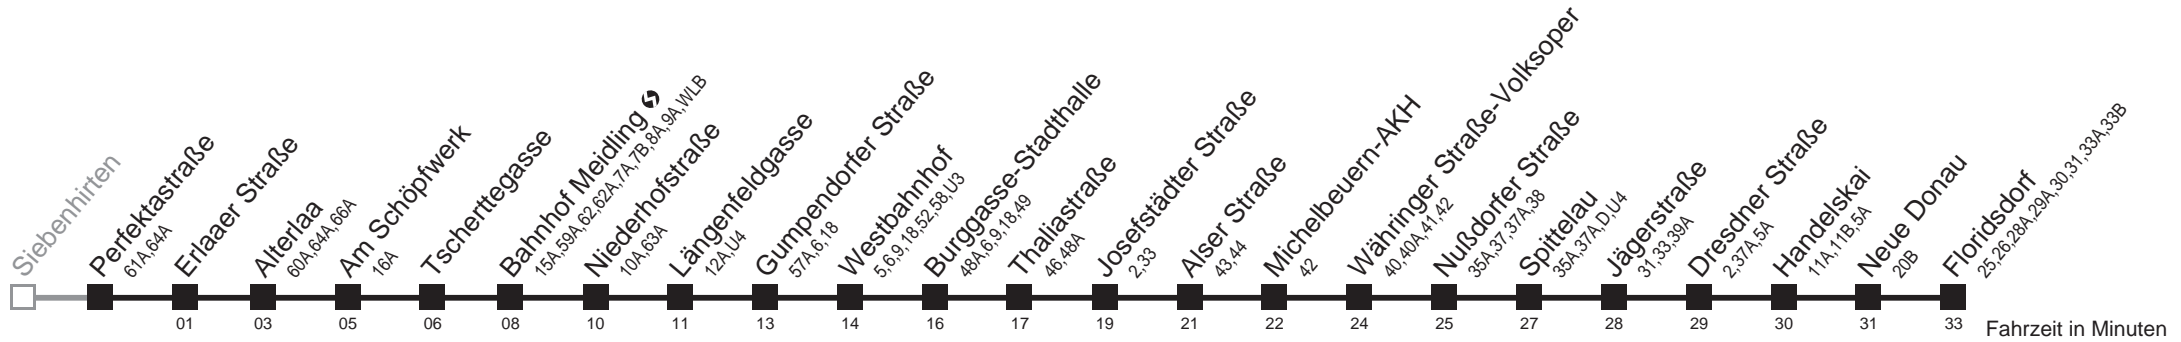 Siebenhirten
Perfektastraße
61A,64A
Erlaaer Straße
Alterlaa
60A,64A,66A
Am Schöpfwerk
16A
Tscherttegasse
Bahnhof Meidling
15A,59A,62,62A,7A,7B,8A,9A,WLB
Niederhofstraße
10A,63A
Längenfeldgasse
12A,U4
Gumpendorfer Straße
57A,6,18
Westbahnhof
5,6,9,18,52,58,U3
Burggasse-Stadthalle
48A,6,9,18,49
Thaliastraße
46,48A
Josefstädter Straße
2,33
Alser Straße
43,44
Michelbeuern-AKH
42
Währinger Straße-Volksoper
40,40A,41,42
Nußdorfer Straße
35A,37,37A,38
Spittelau
35A,37A,D,U4
Jägerstraße
31,33,39A
Dresdner Straße
2,37A,5A
Handelskai
11A,11B,5A
Neue Donau
20B
Floridsdorf
25,26,28A,29A,30,31,33A,33B
01 03 05 06 08 10 11 13 14 16 17 19 21 22 24 25 27 28 29 30 31 33
Fahrzeit in Minuten